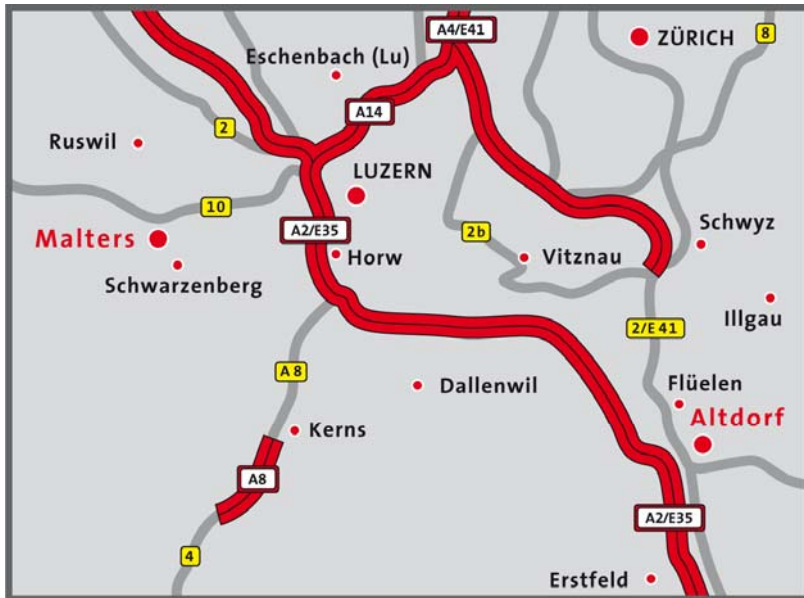 A4/E41
8
ZÜRICH
Eschenbach (Lu)
A14
2
Ruswil
LUZERN
10
Malters
A2/E35
2b
Schwyz
Horw
Vitznau
Schwarzenberg
Illgau
2/E 41
A 8
Dallenwil
Flüelen
Altdorf
Kerns
A8
A2/E35
4
Erstfeld